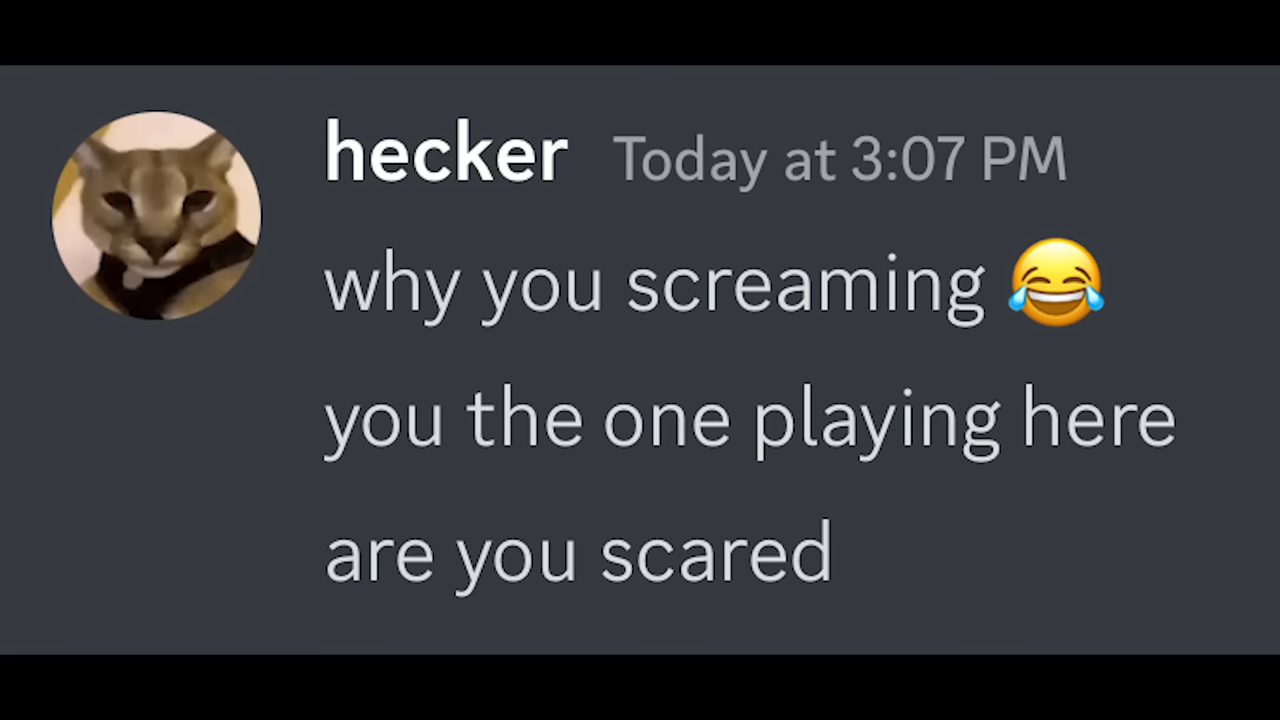 hecker Today at 3:07 PM
why you screaming 😂
you the one playing here
are you scared